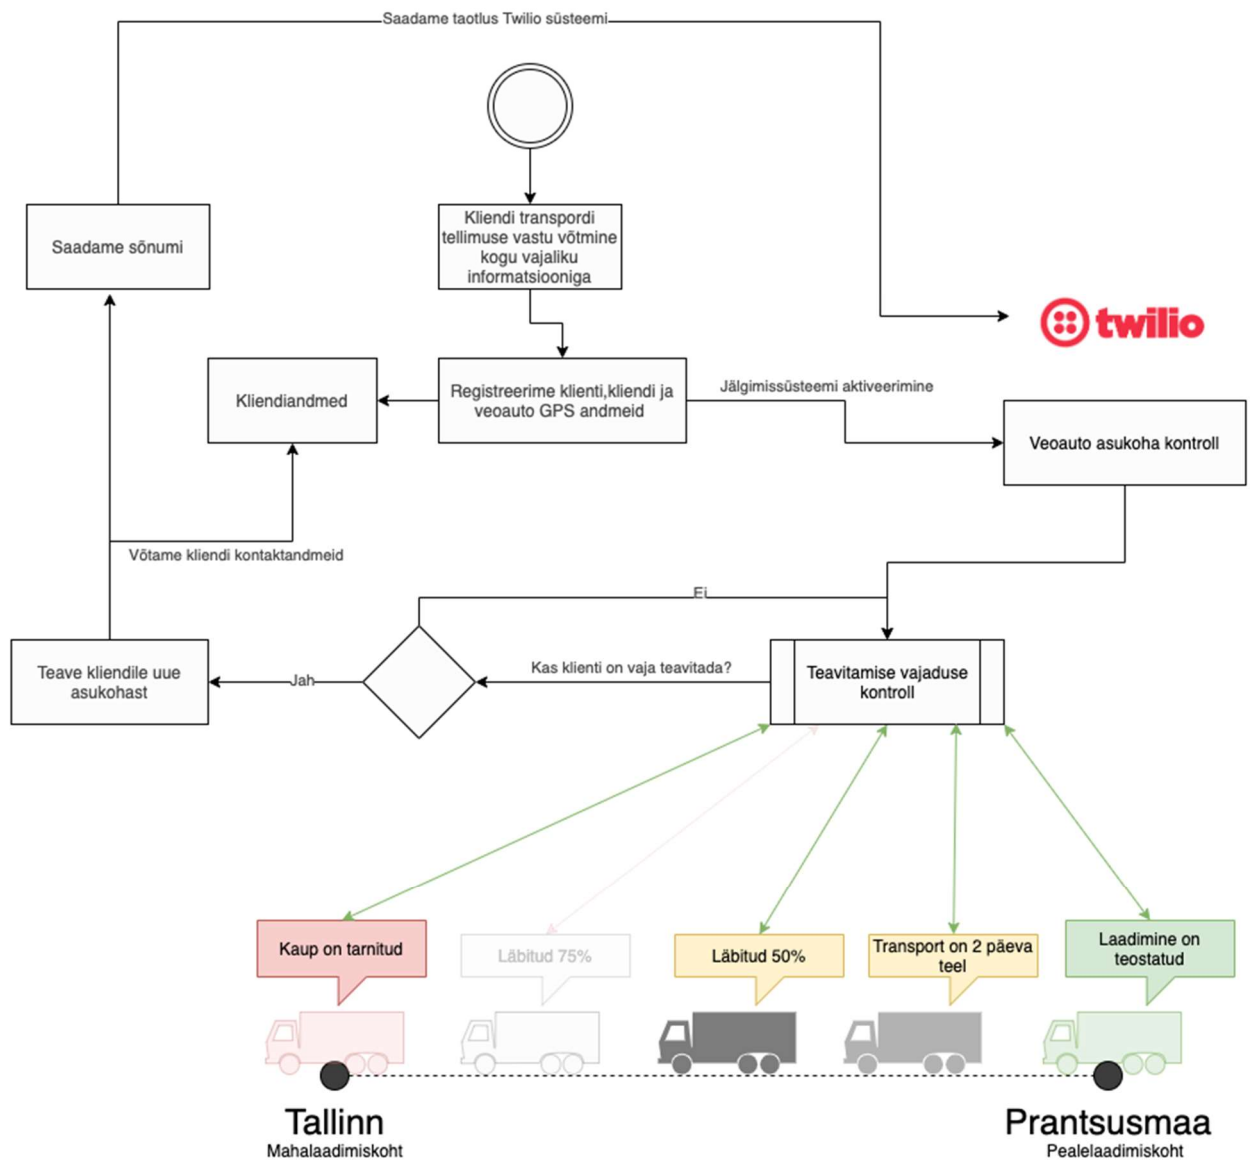 Saadame taotlus Twilio süsteemi
Kliendi transpordi
tellimuse vastu võtmine
kogu vajaliku
informatsiooniga
Saadame sõnumi
twilio
Kliendiandmed
Registreerime klienti,kliendi ja
veoauto GPS andmeid
Jälgimissüsteemi aktiveerimine
Veoauto asukoha kontroll
Võtame kliendi kontaktandmeid
Ei
Teave kliendile uue
asukohast
Jah
Kas klienti on vaja teavitada?
Teavitamise vajaduse
kontroll
Kaup on tarnitud
Läbitud 75%
Läbitud 50%
Transport on 2 päeva
teel
Laadimine on
teostatud
Tallinn
Mahalaadimiskoht
Prantsusmaa
Pealelaadimiskoht